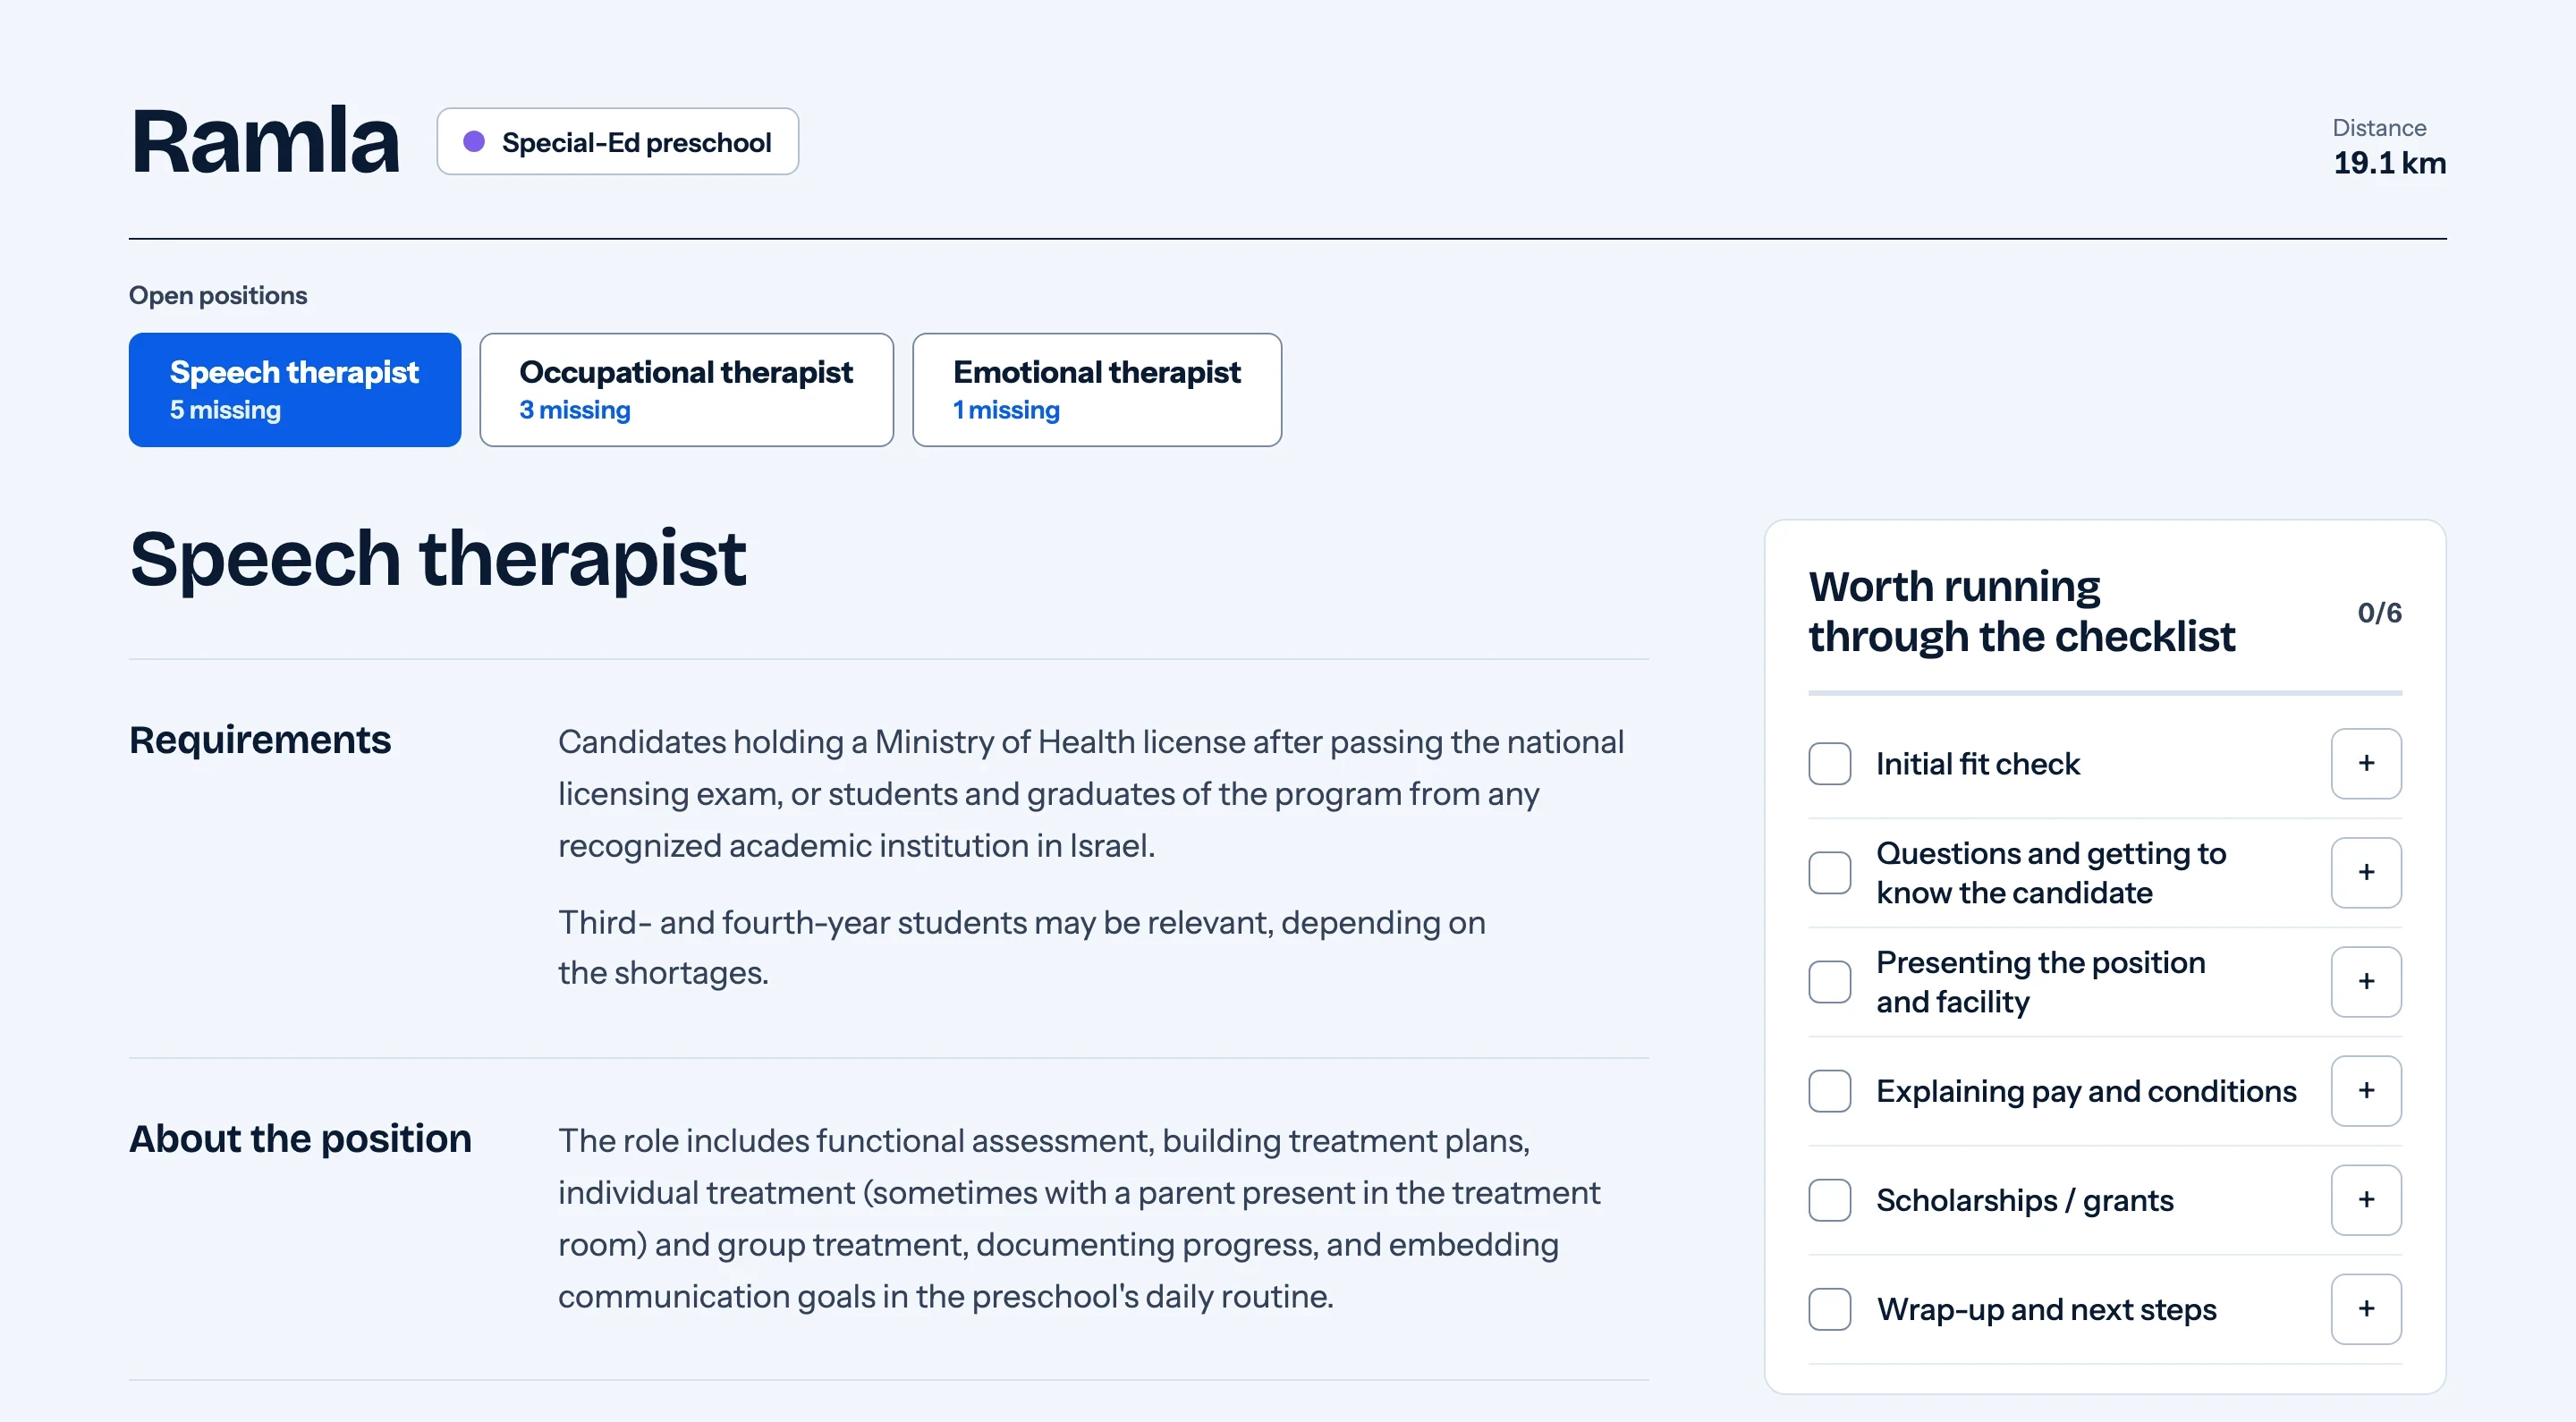 Ramla
Special-Ed preschool
Distance
19.1 km
Open positions
Speech therapist
5 missing
Occupational therapist
3 missing
Emotional therapist
1 missing
Speech therapist
Requirements
Candidates holding a Ministry of Health license after passing the national
licensing exam, or students and graduates of the program from any
recognized academic institution in Israel.
Third- and fourth-year students may be relevant, depending on
the shortages.
About the position
The role includes functional assessment, building treatment plans,
individual treatment (sometimes with a parent present in the treatment
room) and group treatment, documenting progress, and embedding
communication goals in the preschool's daily routine.
Worth running
through the checklist
0/6
Initial fit check
+
Questions and getting to
know the candidate
+
Presenting the position
and facility
+
Explaining pay and conditions
+
Scholarships / grants
+
Wrap-up and next steps
+